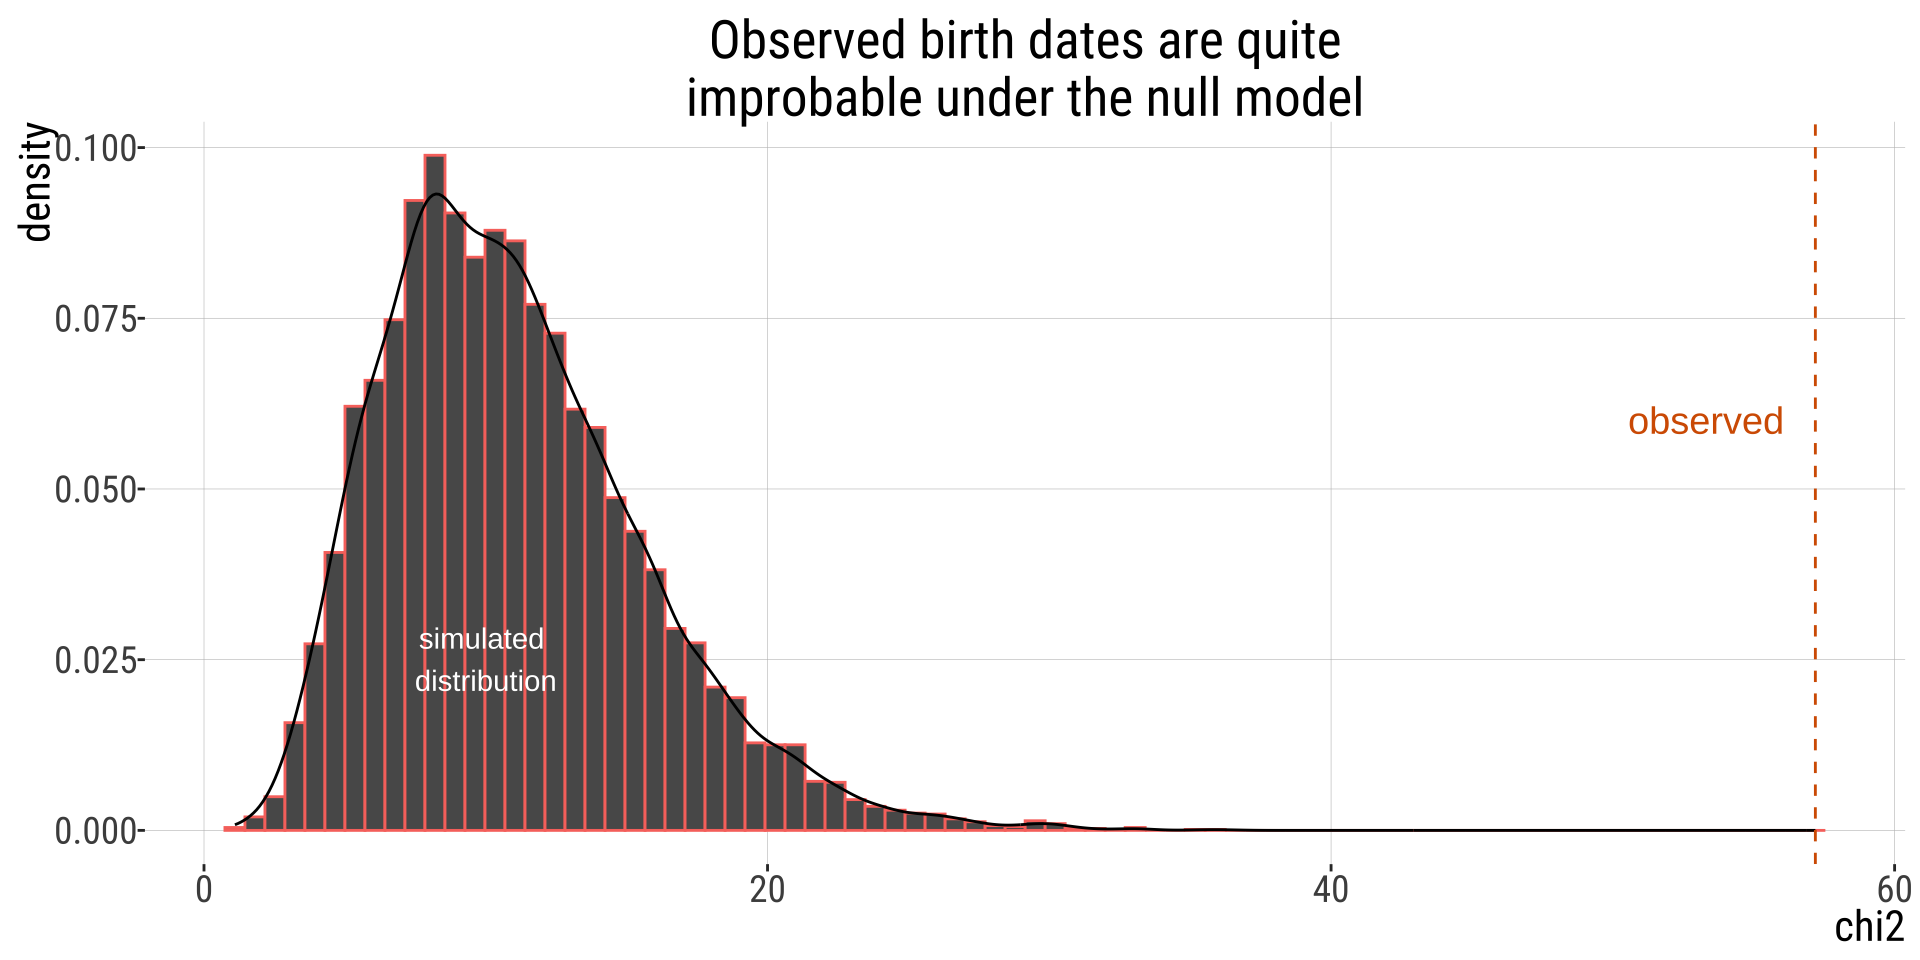 Observed birth dates are quite
improbable under the null model
density
0.100
0.075
0.050
0.025
0.000
observed
simulated
distribution
0
20
40
60
chi2